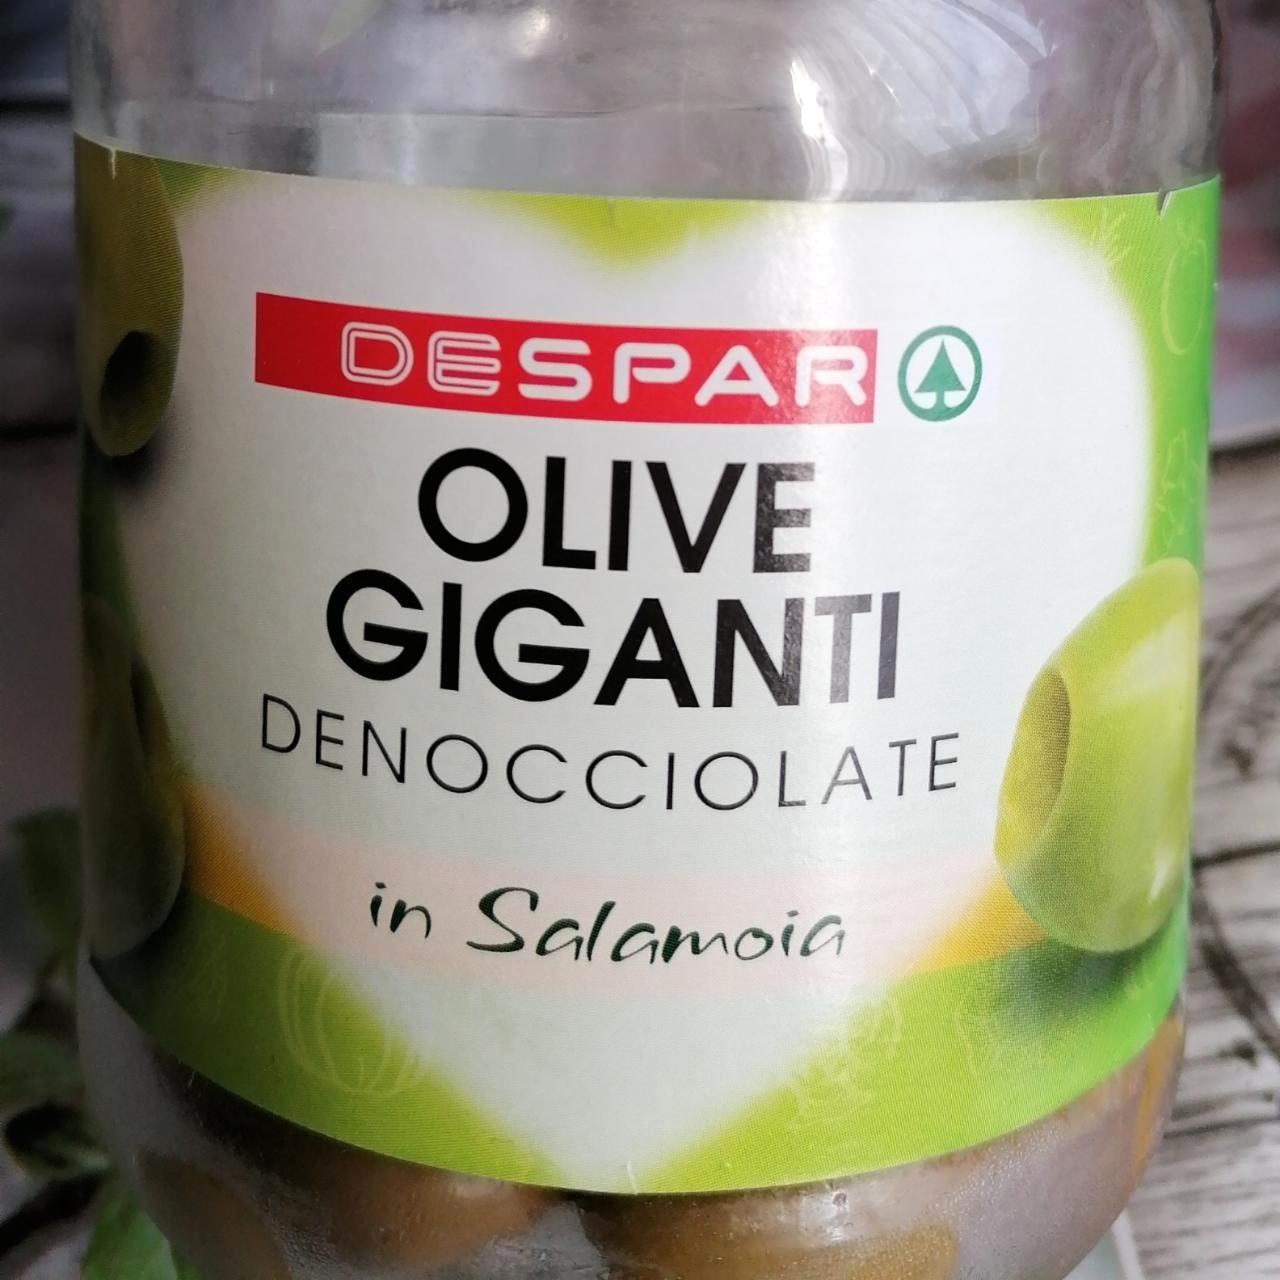 DESPAR
OLIVE
GIGANTI
DENOCCIOLATE
in Salamoia